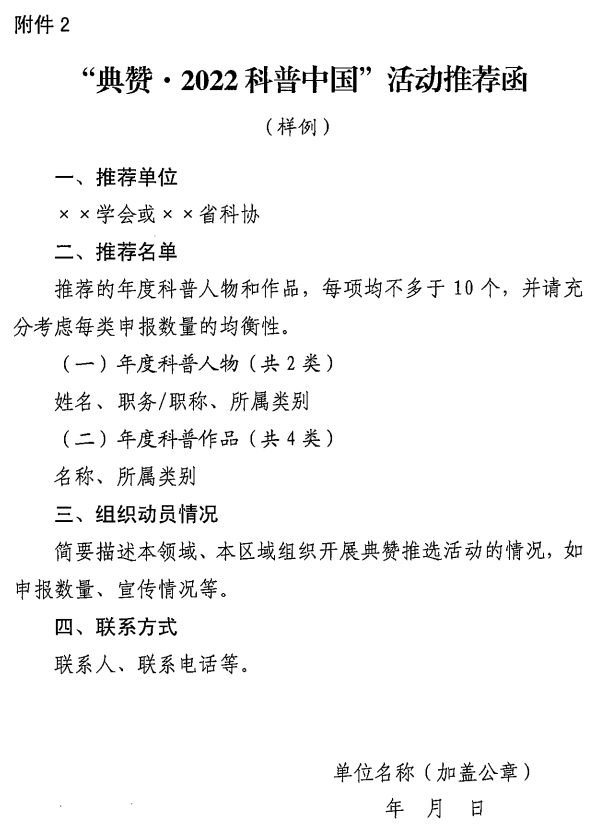 附件 2
“典赞·2022 科普中国”活动推荐函
（样例）
一、推荐单位
××学会或××省科协
二、推荐名单
推荐的年度科普人物和作品，每项均不多于 10 个，并请充
分考虑每类申报数量的均衡性。
（一）年度科普人物（共 2 类）
姓名、职务/职称、所属类别
（二）年度科普作品（共 4 类）
名称、所属类别
三、组织动员情况
简要描述本领域、本区域组织开展典赞推选活动的情况，如
申报数量、宣传情况等。
四、联系方式
联系人、联系电话等。
单位名称（加盖公章）
年 月 日